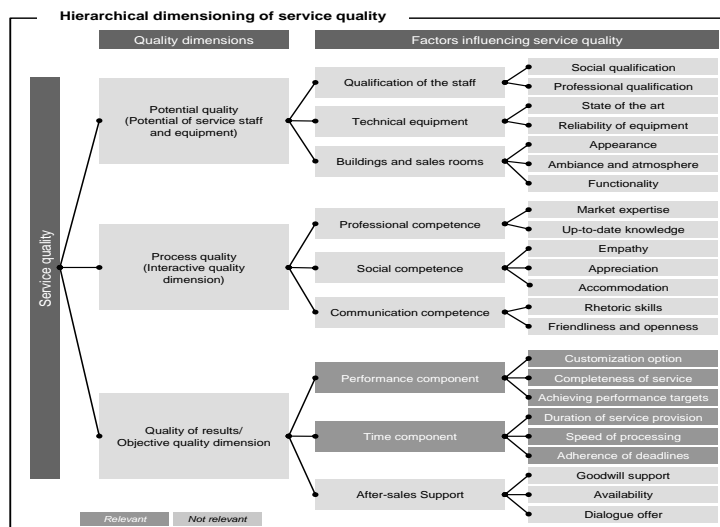 Hierarchical dimensioning of service quality
Quality dimensions
Factors influencing service quality
Service quality
Potential quality
(Potential of service staff
and equipment)
Qualification of the staff
Social qualification
Professional qualification
Technical equipment
State of the art
Reliability of equipment
Buildings and sales rooms
Appearance
Ambiance and atmosphere
Functionality
Process quality
(Interactive quality
dimension)
Professional competence
Market expertise
Up-to-date knowledge
Social competence
Empathy
Appreciation
Accommodation
Communication competence
Rhetoric skills
Friendliness and openness
Quality of results/
Objective quality dimension
Performance component
Customization option
Completeness of service
Achieving performance targets
Time component
Duration of service provision
Speed of processing
Adherence of deadlines
After-sales Support
Goodwill support
Availability
Dialogue offer
Relevant
Not relevant